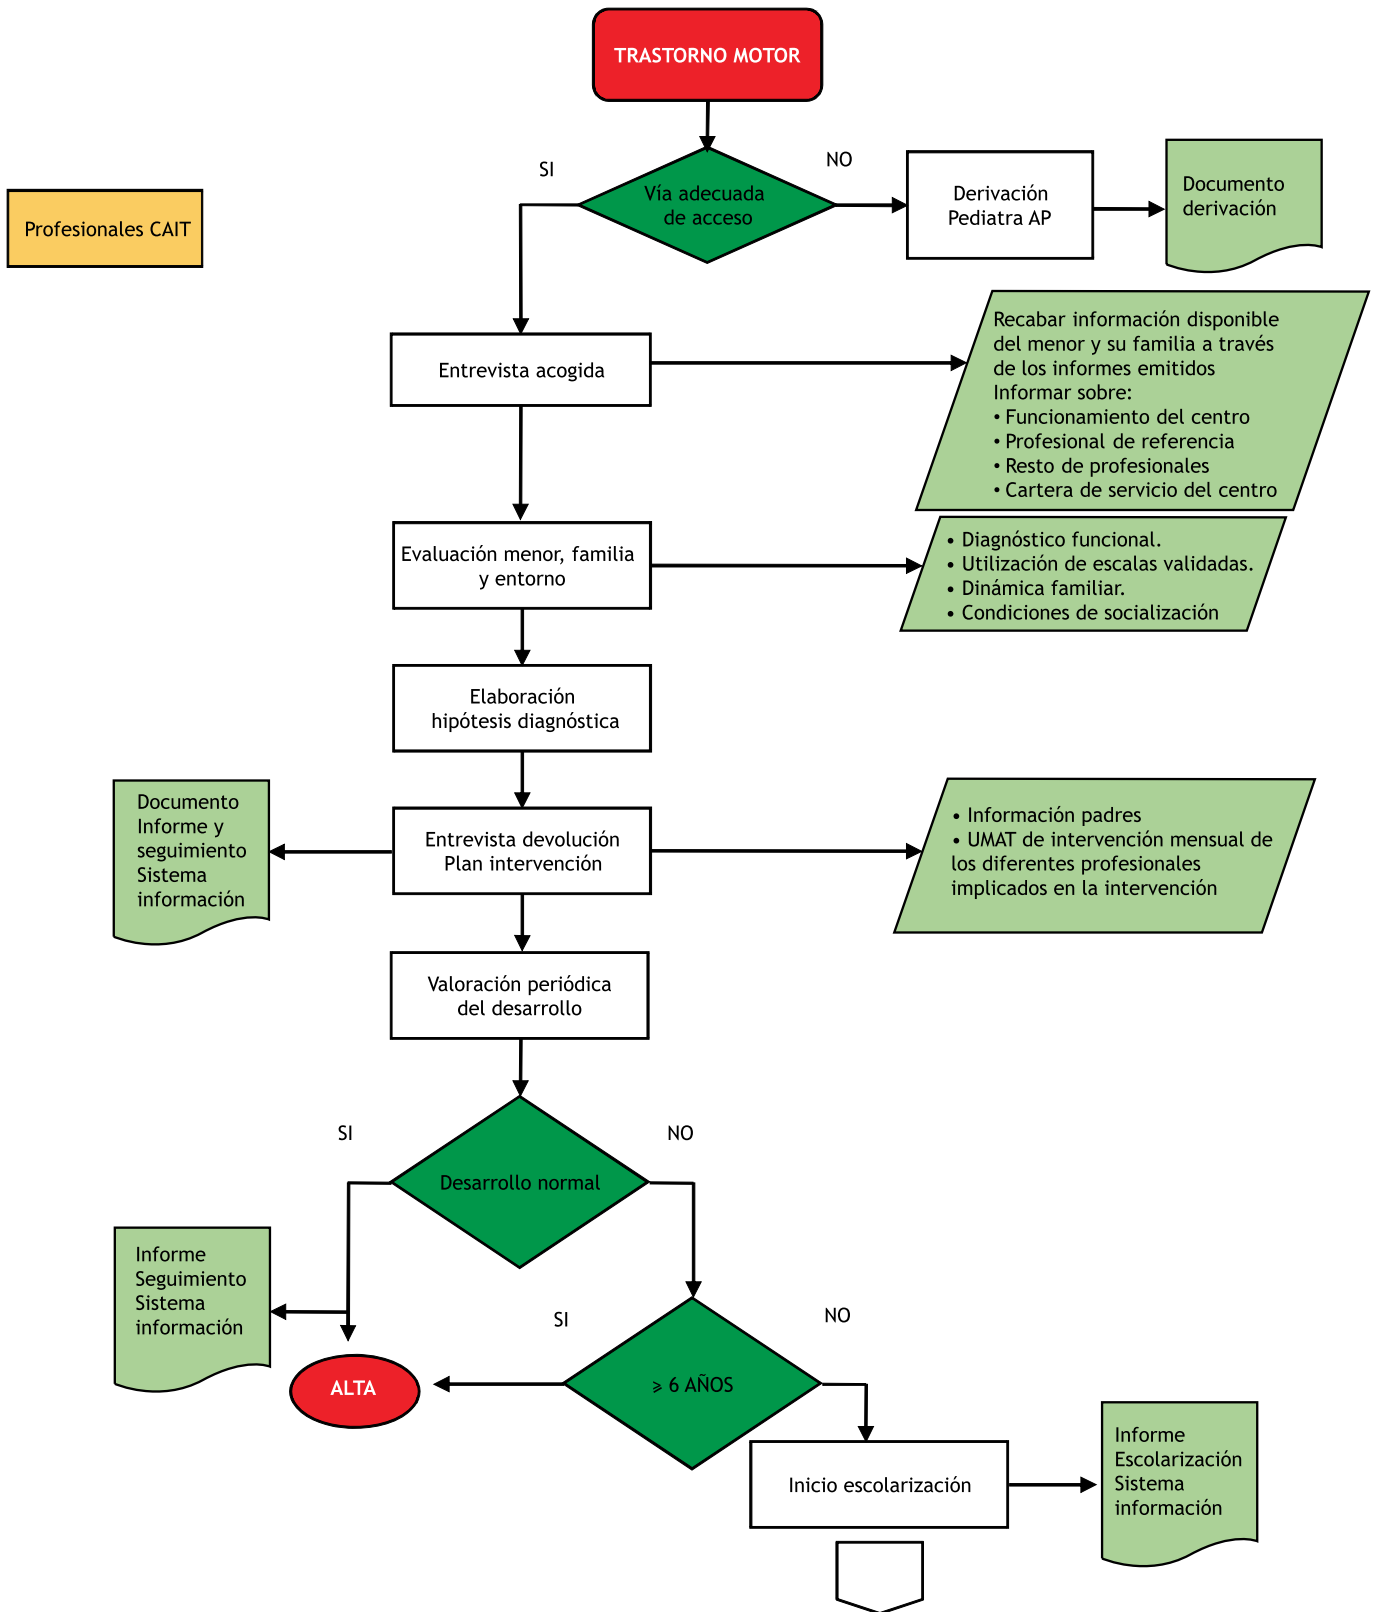 TRASTORNO MOTOR
SI
NO
Vía adecuada
de acceso
Derivación
Pediatra AP
Documento
derivación
Profesionales CAIT
Entrevista acogida
Recabar información disponible
del menor y su familia a través
de los informes emitidos
Informar sobre:
• Funcionamiento del centro
• Profesional de referencia
• Resto de profesionales
• Cartera de servicio del centro
Evaluación menor, familia
y entorno
• Diagnóstico funcional.
• Utilización de escalas validadas.
• Dinámica familiar.
• Condiciones de socialización
Elaboración
hipótesis diagnóstica
Documento
Informe y
seguimiento
Sistema
información
Entrevista devolución
Plan intervención
• Información padres
• UMAT de intervención mensual de
los diferentes profesionales
implicados en la intervención
Valoración periódica
del desarrollo
SI
NO
Desarrollo normal
Informe
Seguimiento
Sistema
información
SI
NO
ALTA
⩾ 6 AÑOS
Inicio escolarización
Informe
Escolarización
Sistema
información